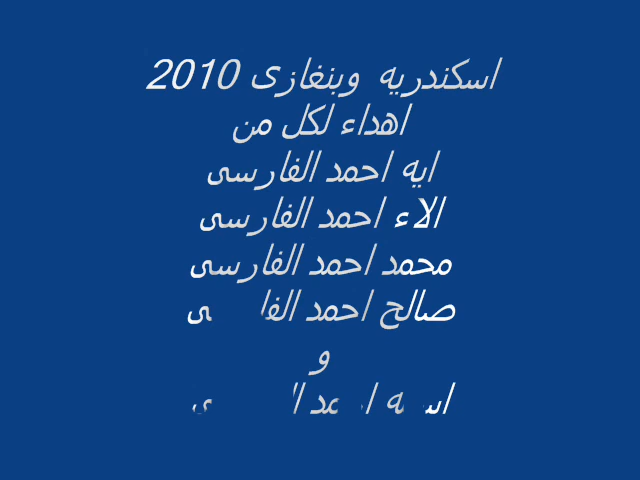 اسكندريه وبنغازى 2010
اهداء لكل من
ايه احمد الفارسى
الاء احمد الفارسى
محمد احمد الفارسى
صالح احمد
و